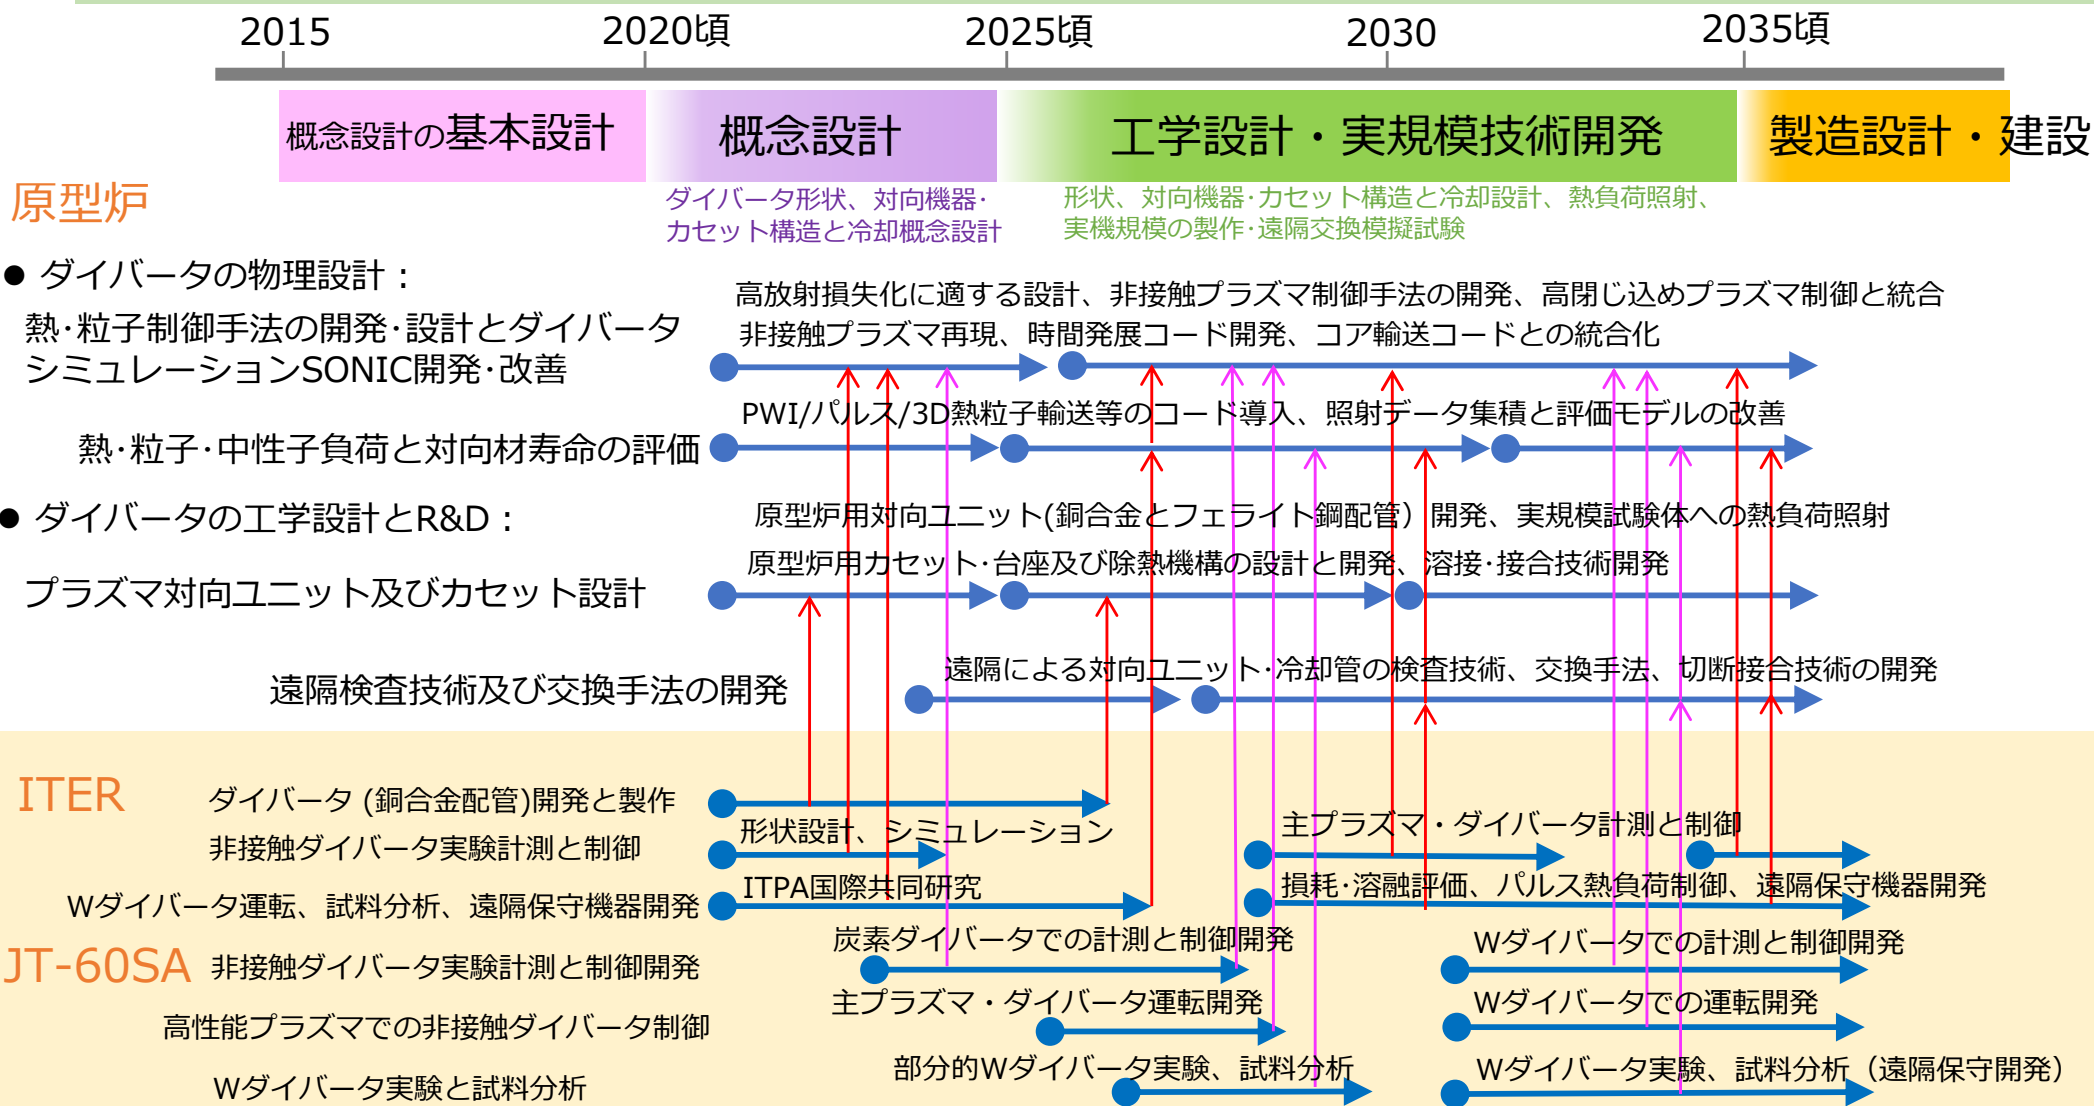 2015
2020頃
2025頃
2030
2035頃
概念設計の基本設計
概念設計
工学設計・実規模技術開発
製造設計・建設
原型炉
ダイバータ形状、対向機器･
カセット構造と冷却概念設計
形状、対向機器･カセット構造と冷却設計、熱負荷照射、
実機規模の製作･遠隔交換模擬試験
● ダイバータの物理設計：
熱･粒子制御手法の開発･設計とダイバータ
シミュレーションSONIC開発･改善
高放射損失化に適する設計、非接触プラズマ制御手法の開発、高閉じ込めプラズマ制御と統合
非接触プラズマ再現、時間発展コード開発、コア輸送コードとの統合化
PWI/パルス/3D熱粒子輸送等のコード導入、照射データ集積と評価モデルの改善
熱･粒子･中性子負荷と対向材寿命の評価
● ダイバータの工学設計とR&D：
原型炉用対向ユニット(銅合金とフェライト鋼配管）開発、実規模試験体への熱負荷照射
原型炉用カセット･台座及び除熱機構の設計と開発、溶接･接合技術開発
プラズマ対向ユニット及びカセット設計
遠隔による対向ユニット･冷却管の検査技術、交換手法、切断接合技術の開発
遠隔検査技術及び交換手法の開発
ITER
ダイバータ (銅合金配管)開発と製作
形状設計、シミュレーション
主プラズマ・ダイバータ計測と制御
非接触ダイバータ実験計測と制御
ITPA国際共同研究
損耗･溶融評価、パルス熱負荷制御、遠隔保守機器開発
Wダイバータ運転、試料分析、遠隔保守機器開発
JT-60SA
炭素ダイバータでの計測と制御開発
Wダイバータでの計測と制御開発
非接触ダイバータ実験計測と制御開発
主プラズマ・ダイバータ運転開発
Wダイバータでの運転開発
高性能プラズマでの非接触ダイバータ制御
部分的Wダイバータ実験、試料分析
Wダイバータ実験、試料分析（遠隔保守開発）
Wダイバータ実験と試料分析